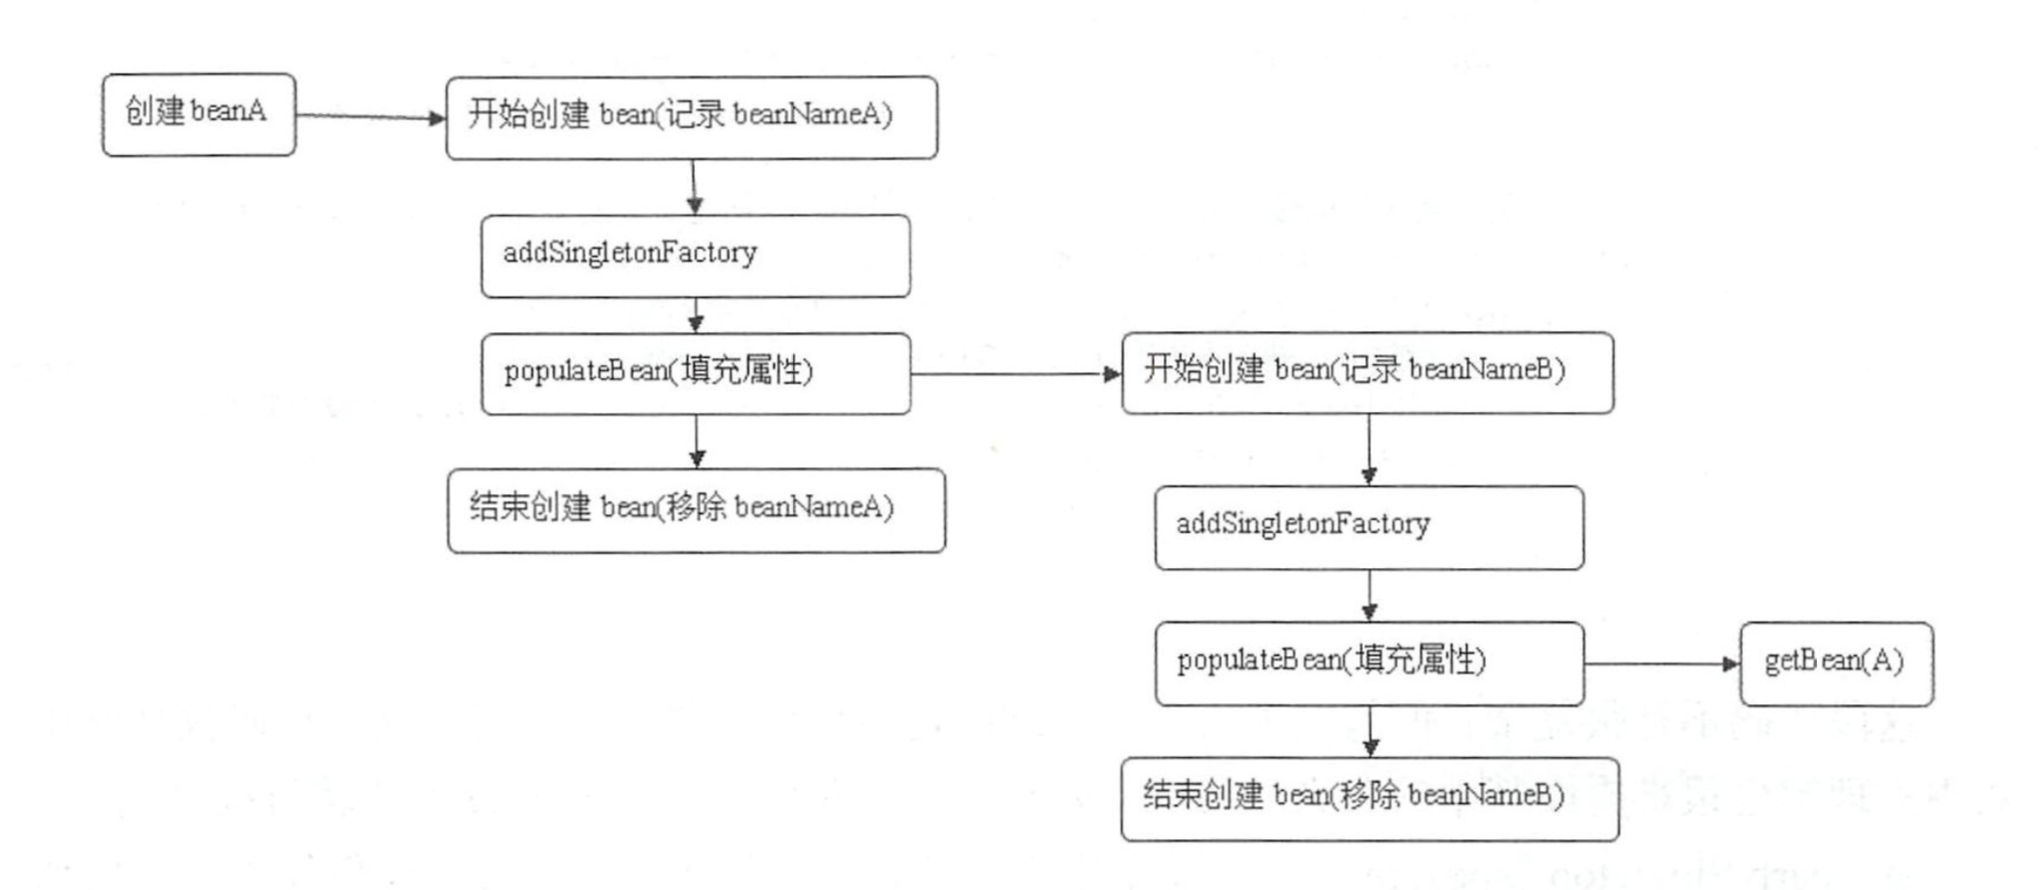 创建 beanA
开始创建 bean(记录 beanNameA)
addSingletonFactory
populateBean(填充属性)
结束创建 bean(移除 beanNameA)
开始创建 bean(记录 beanNameB)
addSingletonFactory
populateBean(填充属性)
getBean(A)
结束创建 bean(移除 beanNameB)